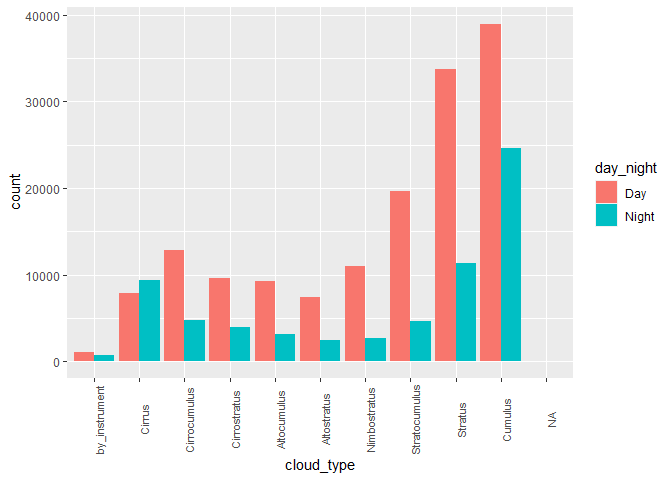 40000
30000
20000
10000
0
count
by_instrument
Cirrus
Cirrocumulus
Cirrostratus
Altocumulus
Altostratus
Nimbostratus
Stratocumulus
Stratus
Cumulus
NA
cloud_type
day_night
Day
Night